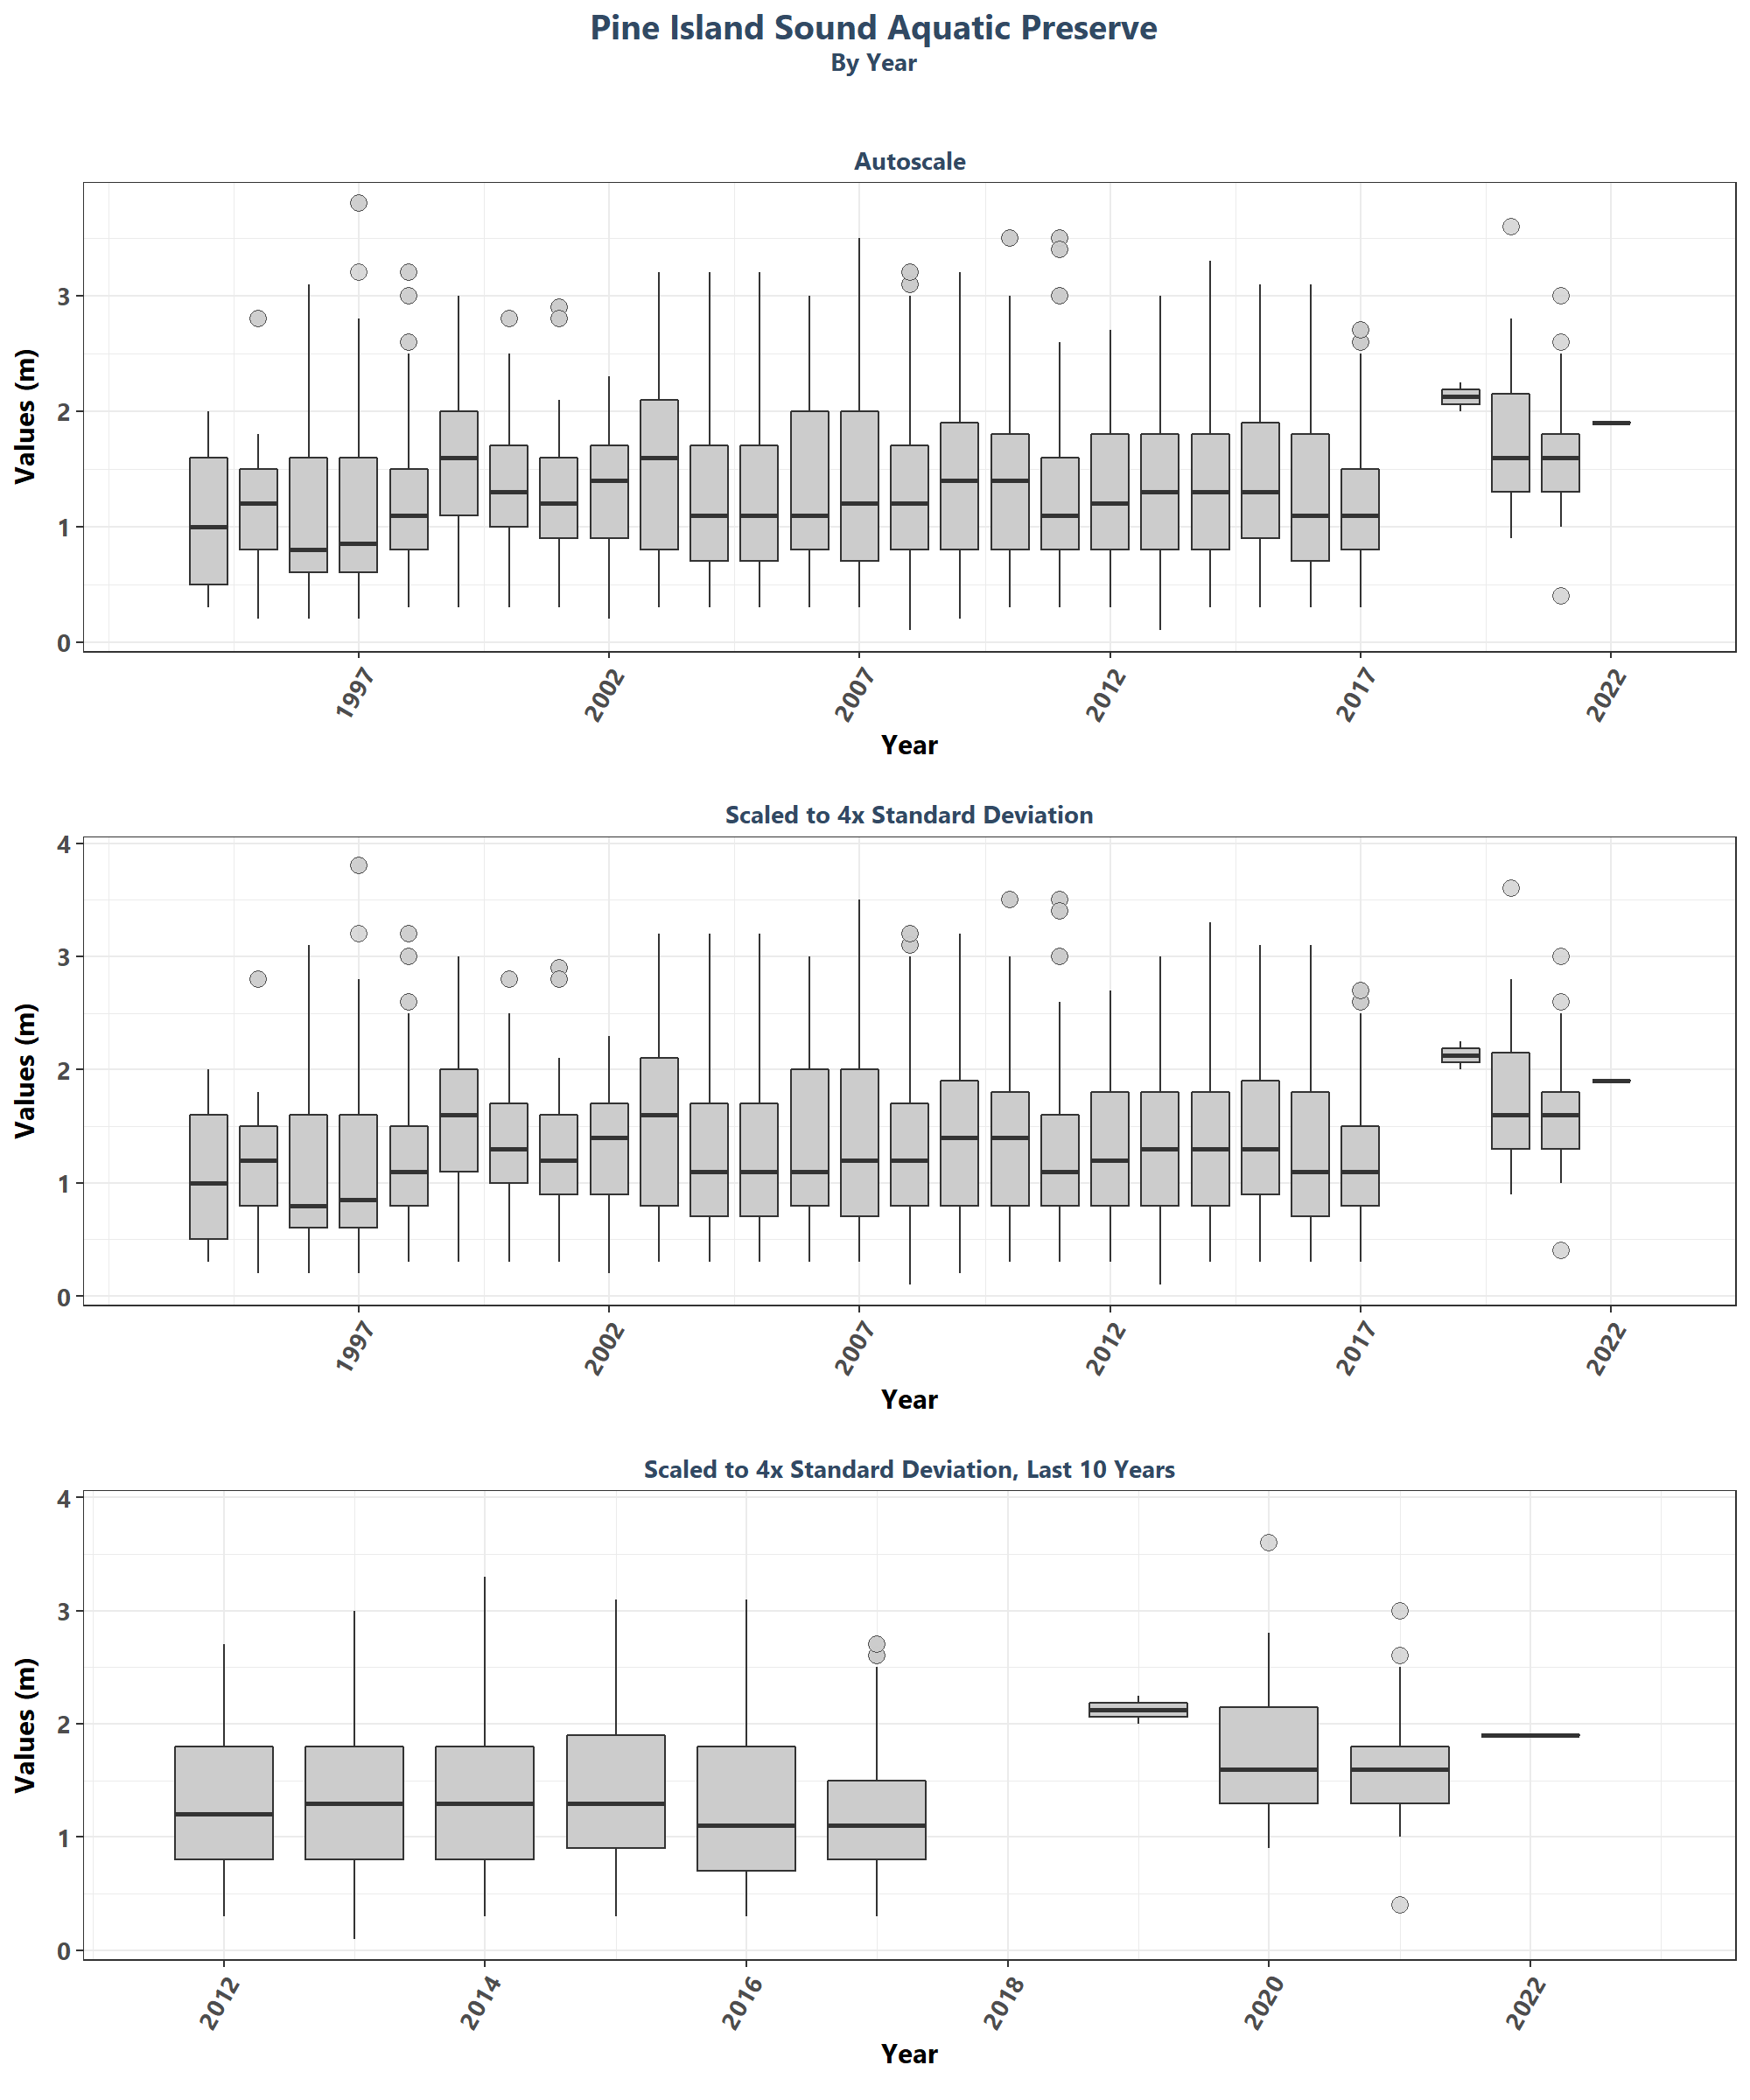 Pine Island Sound Aquatic Preserve
By Year
Autoscale
Values (m)
3
2
1
0
1997
2002
2007
2012
2017
2022
Year
Scaled to 4x Standard Deviation
Values (m)
4
3
2
1
0
1997
2002
2007
2012
2017
2022
Year
Scaled to 4x Standard Deviation, Last 10 Years
Values (m)
4
3
2
1
0
2012
2014
2016
2018
2020
2022
Year